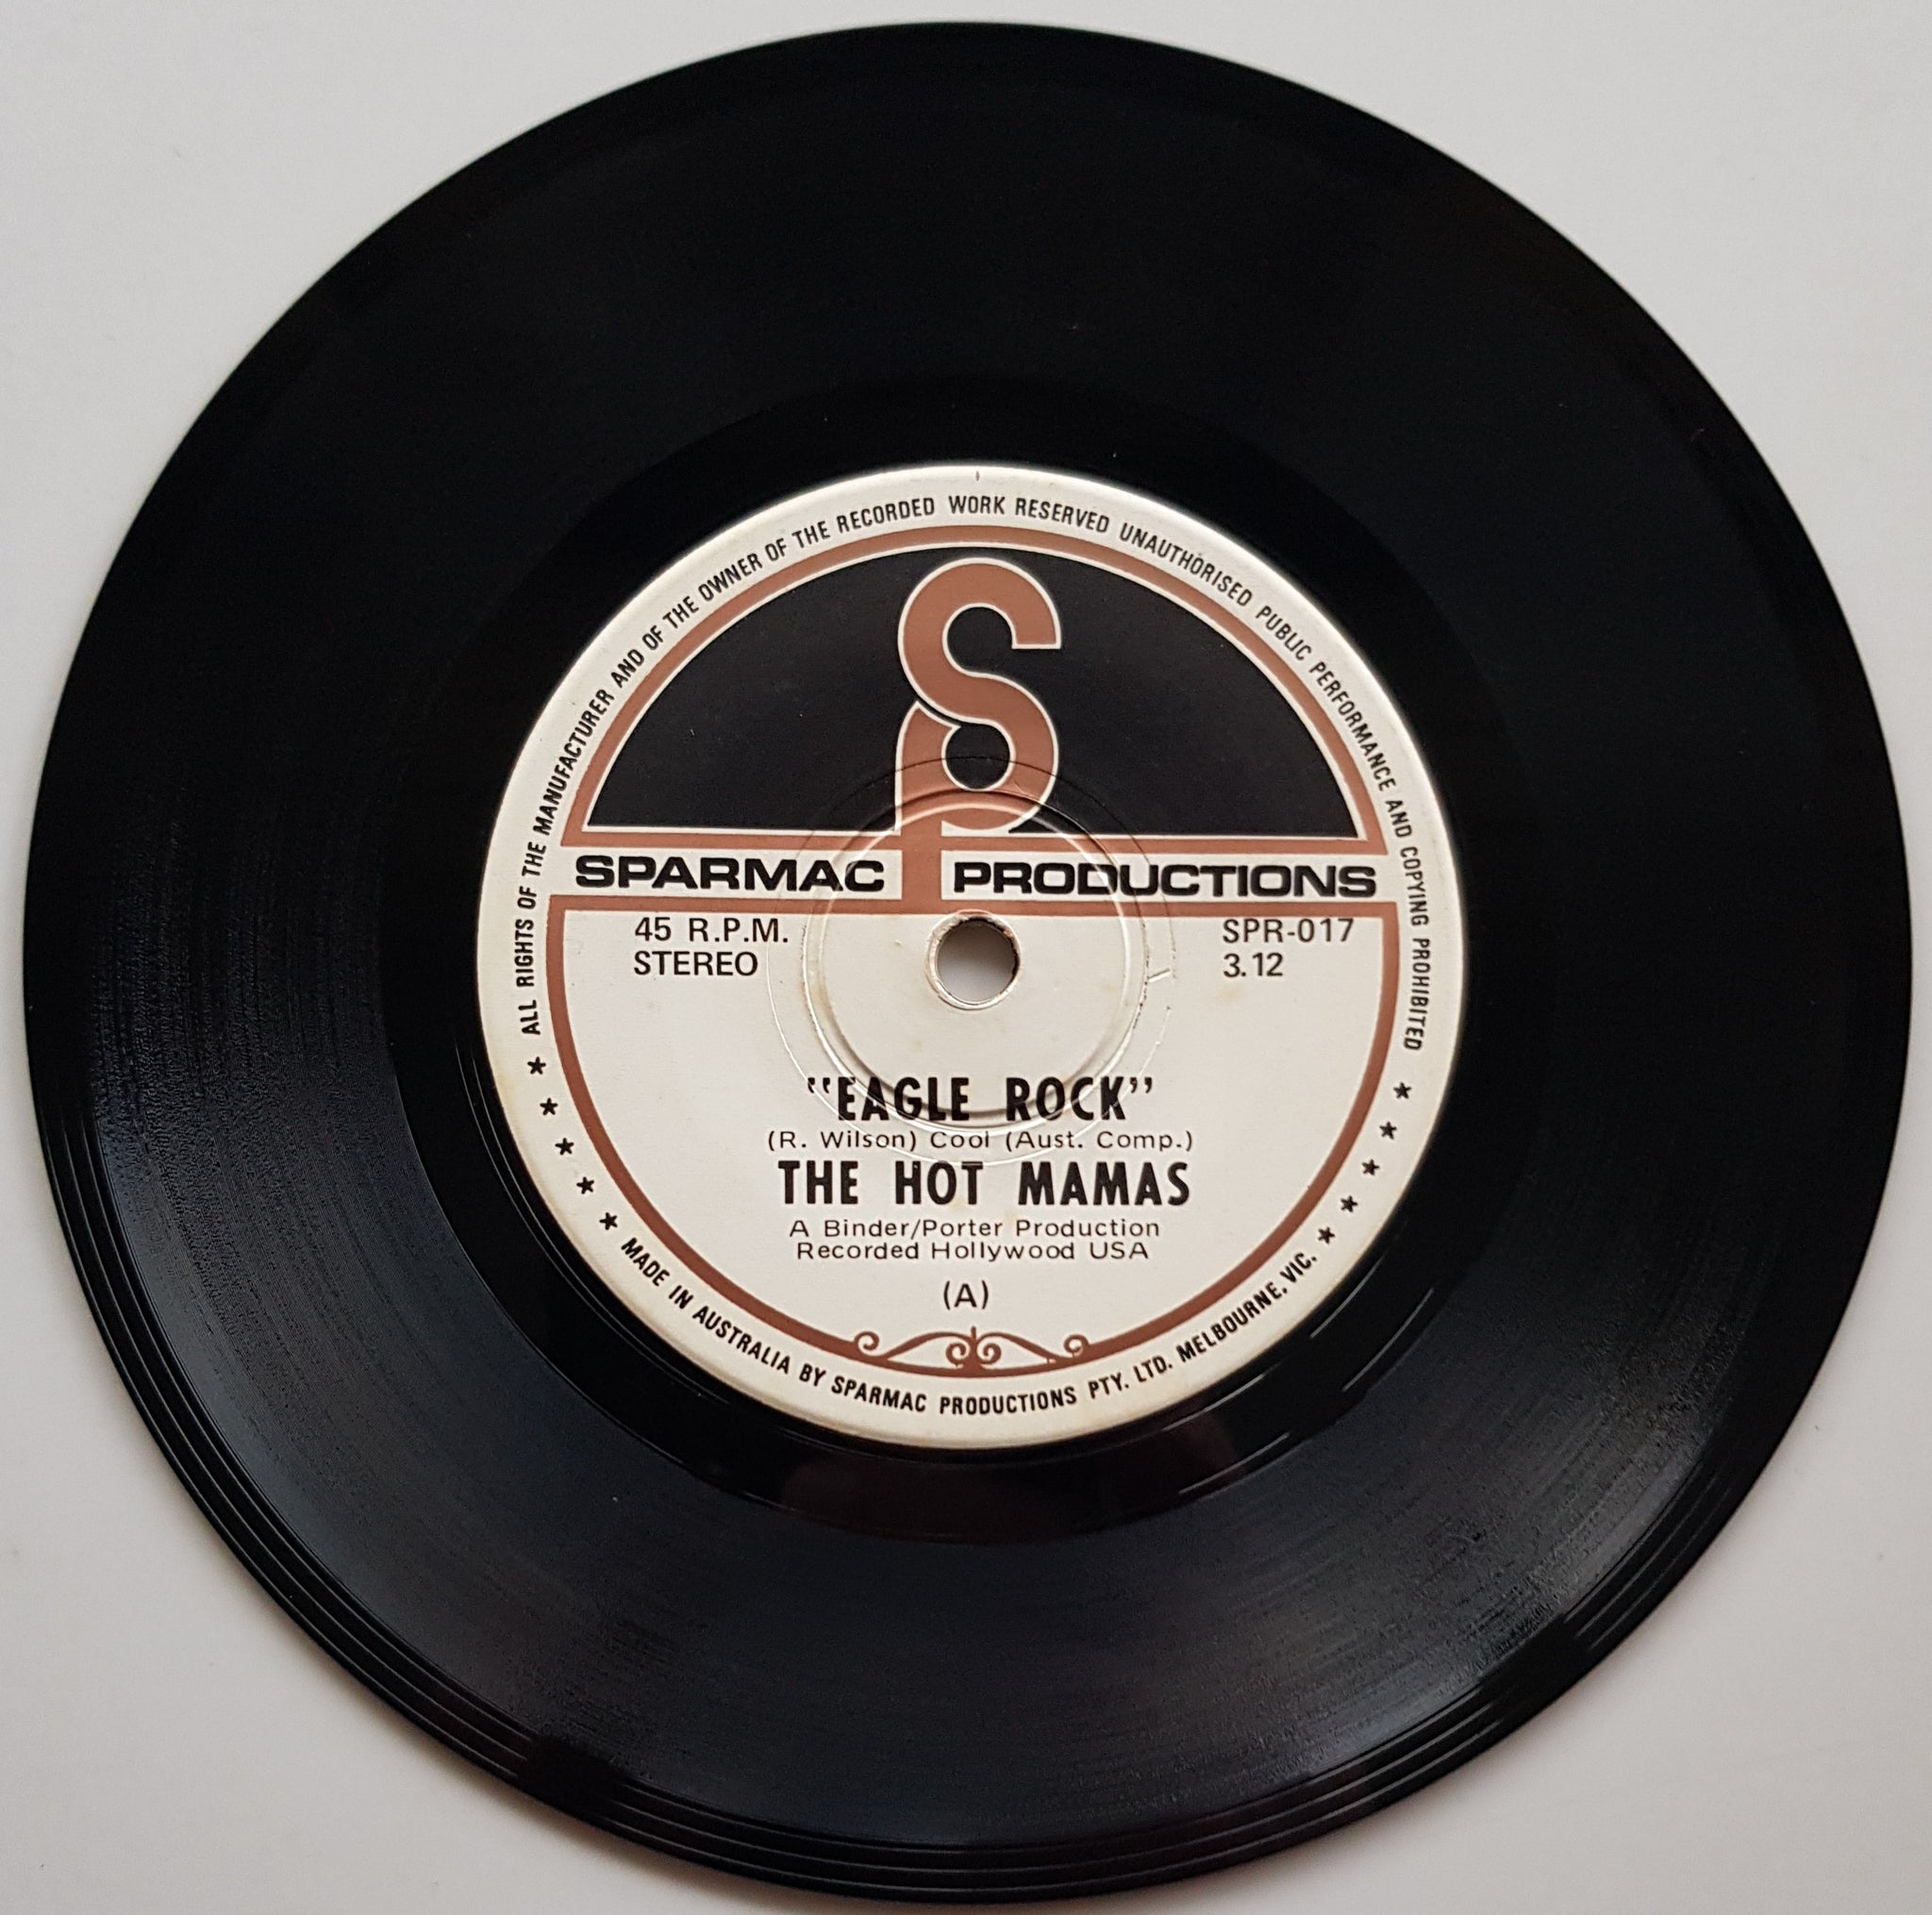 ALL RIGHTS OF THE MANUFACTURER AND OF THE OWNER OF THE RECORDED WORK RESERVED UNAUTHORISED PUBLIC PERFORMANCE AND COPYING PROHIBITED
SPARMAC PRODUCTIONS
45 R.P.M. SPR-017
STEREO 3.12
"EAGLE ROCK"
(R. Wilson) Cool (Aust. Comp.)
THE HOT MAMAS
A Binder/Porter Production
Recorded Hollywood USA
(A)
MADE IN AUSTRALIA BY SPARMAC PRODUCTIONS PTY. LTD. MELBOURNE, VIC.